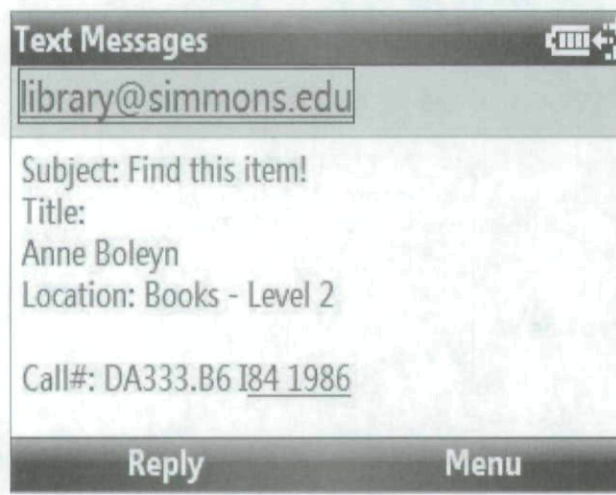 Text Messages
library@simmons.edu
Subject: Find this item!
Title:
Anne Boleyn
Location: Books - Level 2
Call#: DA333.B6 I84 1986
Reply Menu